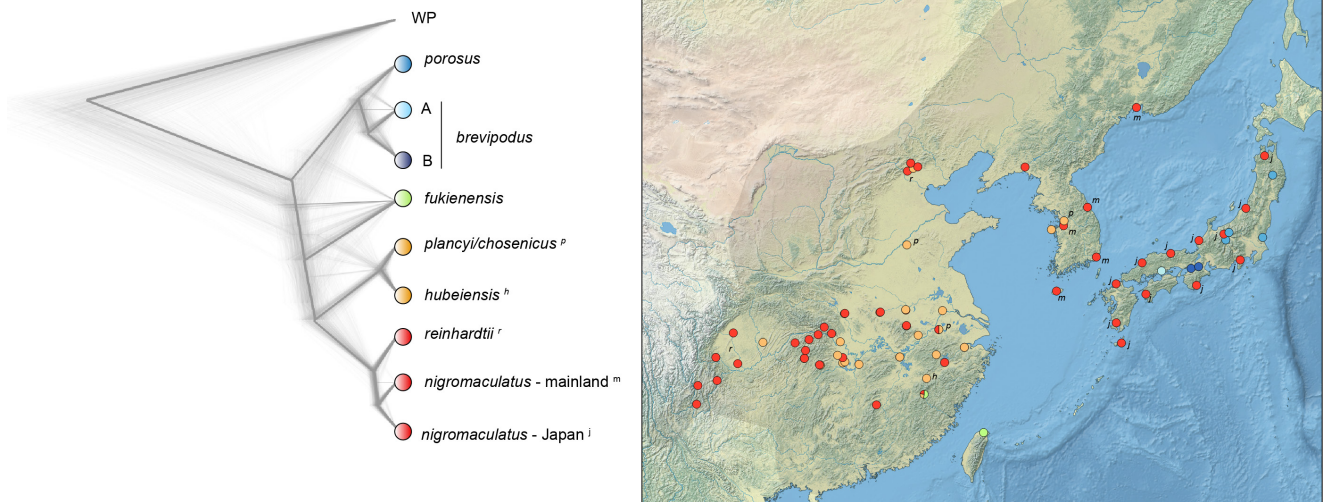 WP
porosus
A
brevipodus
B
fukienensis
plancyi/chosenicus p
hubeiensis h
reinhardtii r
nigromaculatus - mainland m
nigromaculatus - Japan j
m
j
r
m
j
p
m
p
j
j
j
m
j
j
j
m
j
j
p
j
r
j
h